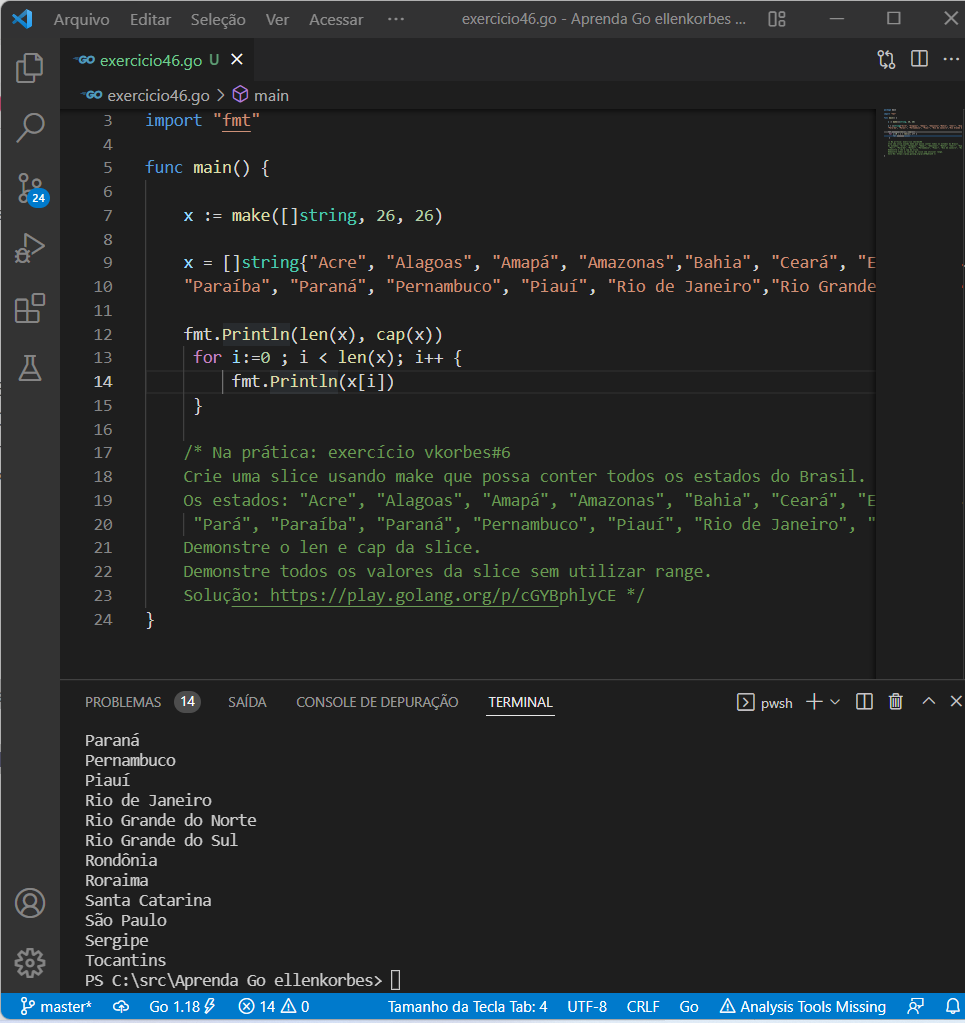 Arquivo Editar Seleção Ver Acessar ··· exercicio46.go - Aprenda Go ellenkorbes ...
GO exercicio46.go U
GO exercicio46.go > main
3 import "fmt"
4
5 func main() {
6
7 x := make([]string, 26, 26)
8
9 x = []string{"Acre", "Alagoas", "Amapá", "Amazonas","Bahia", "Ceará", "E
10 "Paraíba", "Paraná", "Pernambuco", "Piauí", "Rio de Janeiro","Rio Grande
11
12 fmt.Println(len(x), cap(x))
13 for i:=0 ; i < len(x); i++ {
14 fmt.Println(x[i])
15 }
16
17 /* Na prática: exercício vkorbes#6
18 Crie uma slice usando make que possa conter todos os estados do Brasil.
19 Os estados: "Acre", "Alagoas", "Amapá", "Amazonas", "Bahia", "Ceará", "E
20 "Pará", "Paraíba", "Paraná", "Pernambuco", "Piauí", "Rio de Janeiro", "
21 Demonstre o len e cap da slice.
22 Demonstre todos os valores da slice sem utilizar range.
23 Solução: https://play.golang.org/p/cGYBphlyCE */
24 }
24
PROBLEMAS 14 SAÍDA CONSOLE DE DEPURAÇÃO TERMINAL pwsh
Paraná
Pernambuco
Piauí
Rio de Janeiro
Rio Grande do Norte
Rio Grande do Sul
Rondônia
Roraima
Santa Catarina
São Paulo
Sergipe
Tocantins
PS C:\src\Aprenda Go ellenkorbes>
master* Go 1.18 14 0 Tamanho da Tecla Tab: 4 UTF-8 CRLF Go Analysis Tools Missing